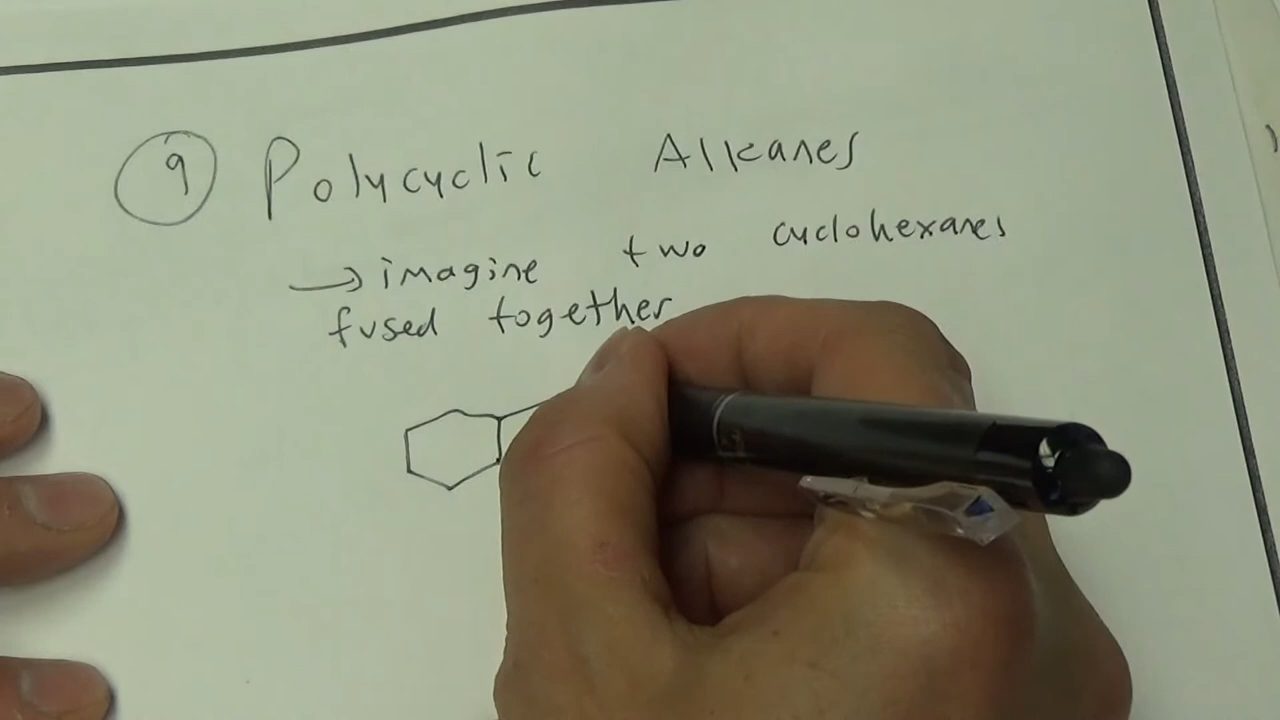 9 Polycyclic Alkanes
→ imagine two cyclohexanes
fused together